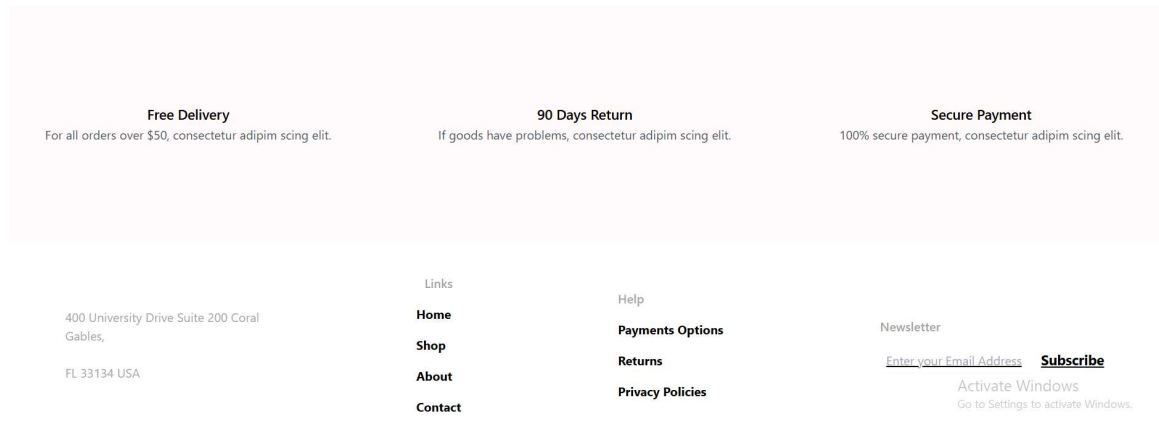 Free Delivery
For all orders over $50, consectetur adipim scing elit.
90 Days Return
If goods have problems, consectetur adipim scing elit.
Secure Payment
100% secure payment, consectetur adipim scing elit.
400 University Drive Suite 200 Coral
Gables,
FL 33134 USA
Links
Home
Shop
About
Contact
Help
Payments Options
Returns
Privacy Policies
Newsletter
Enter your Email Address Subscribe
Activate Windows
Go to Settings to activate Windows.